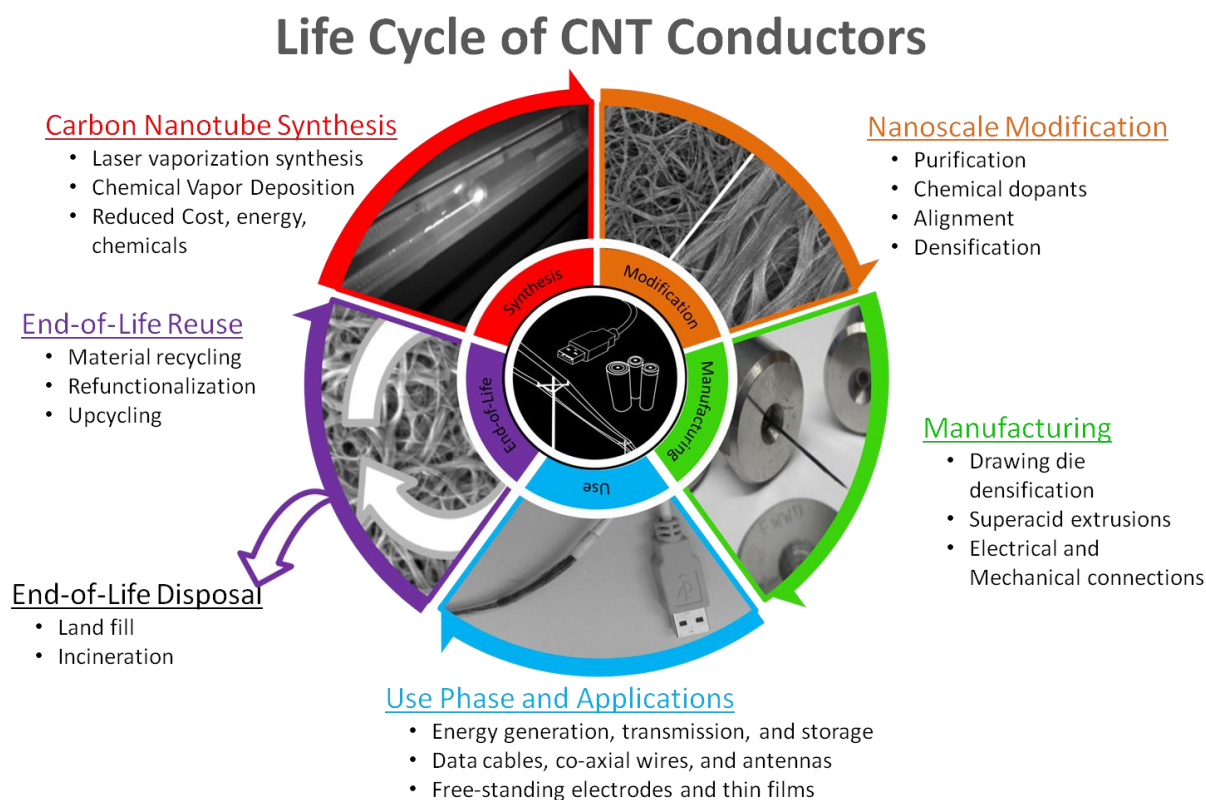 Life Cycle of CNT Conductors
Carbon Nanotube Synthesis
• Laser vaporization synthesis
• Chemical Vapor Deposition
• Reduced Cost, energy,
chemicals
Nanoscale Modification
• Purification
• Chemical dopants
• Alignment
• Densification
Synthesis
Modification
Manufacturing
Use
End-of-Life
End-of-Life Reuse
• Material recycling
• Refunctionalization
• Upcycling
Manufacturing
• Drawing die
densification
• Superacid extrusions
• Electrical and
Mechanical connections
FWWD
End-of-Life Disposal
• Land fill
• Incineration
Use Phase and Applications
• Energy generation, transmission, and storage
• Data cables, co-axial wires, and antennas
• Free-standing electrodes and thin films